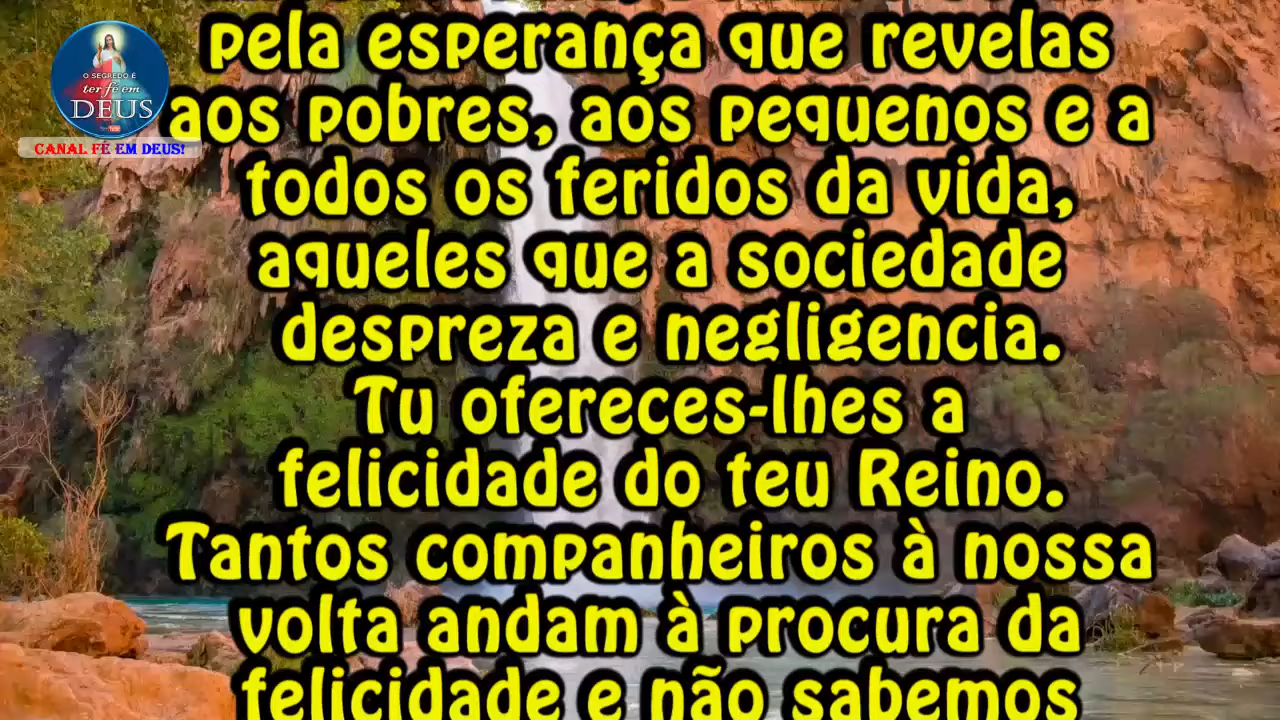 O SEGREDO É
ter fé em
DEUS
CANAL FÉ EM DEUS!
pela esperança que revelas
aos pobres, aos pequenos e a
todos os feridos da vida,
aqueles que a sociedade
despreza e negligencia.
Tu ofereces-lhes a
felicidade do teu Reino.
Tantos companheiros à nossa
volta andam à procura da
felicidade e não sabemos